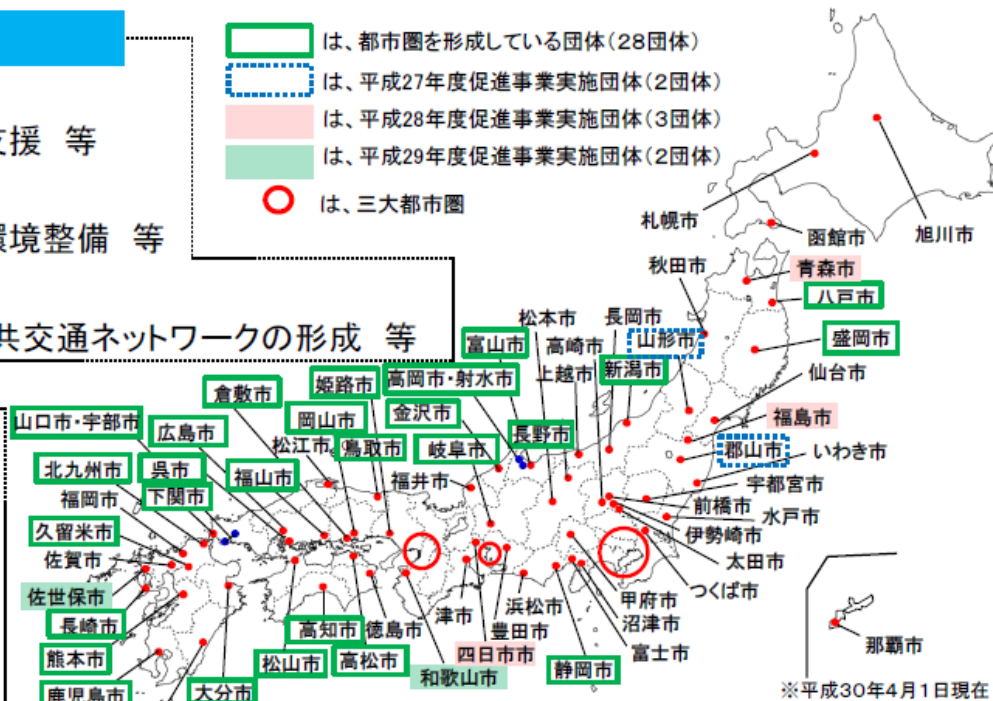 は、都市圏を形成している団体（28団体）
は、平成27年度促進事業実施団体（2団体）
は、平成28年度促進事業実施団体（3団体）
は、平成29年度促進事業実施団体（2団体）
は、三大都市圏
援 等
環境整備 等
共交通ネットワークの形成 等
札幌市
函館市
旭川市
秋田市
青森市
八戸市
盛岡市
仙台市
松本市
長岡市
富山市
高崎市
山形市
上越市
新潟市
福島市
倉敷市
姫路市
高岡市・射水市
金沢市
長野市
郡山市
いわき市
山口市・宇部市
広島市
岡山市
松江市
鳥取市
岐阜市
宇都宮市
北九州市
呉市
福山市
福井市
前橋市
水戸市
福岡市
下関市
伊勢崎市
久留米市
太田市
佐賀市
つくば市
佐世保市
甲府市
長崎市
高知市
徳島市
津市
浜松市
豊田市
沼津市
富士市
那覇市
熊本市
松山市
高松市
四日市市
和歌山市
静岡市
鹿児島市
大分市
※平成30年4月1日現在